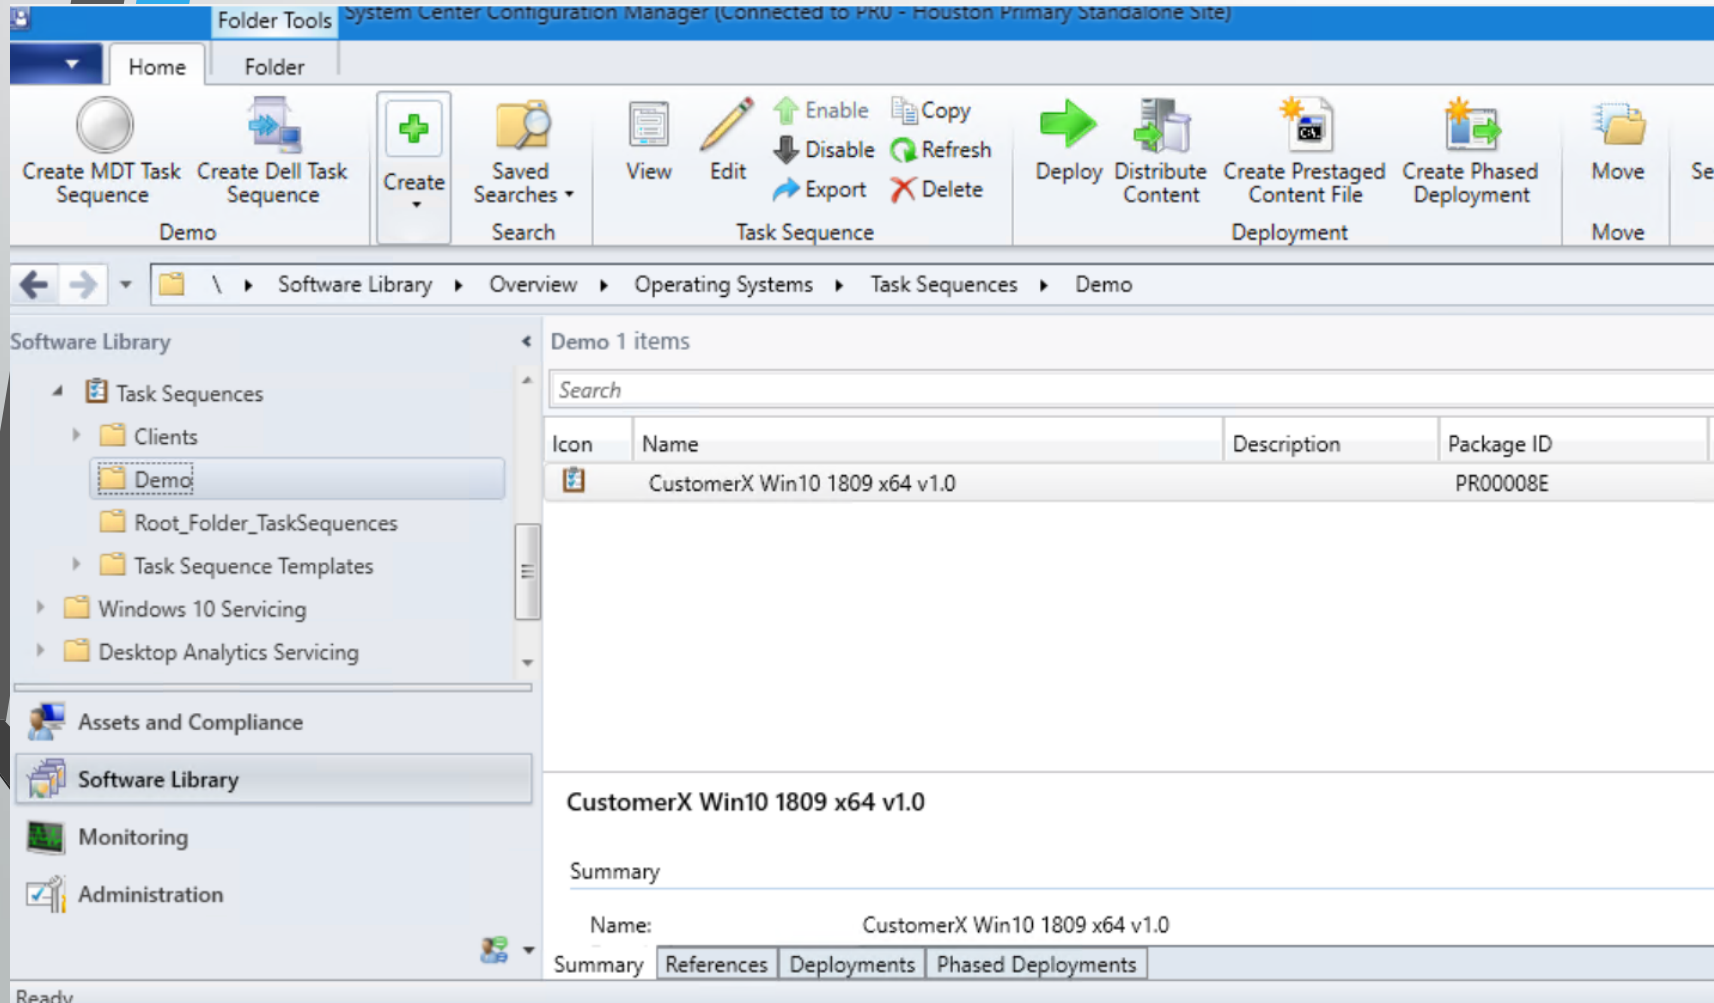 Folder Tools
System Center Configuration Manager (Connected to PR0 - Houston Primary Standalone Site)
Home
Folder
Create MDT Task
Sequence
Create Dell Task
Sequence
Demo
Create
Saved
Searches
Search
View
Edit
Enable
Disable
Export
Copy
Refresh
Delete
Task Sequence
Deploy
Distribute
Content
C:\.
Create Prestaged
Content File
Create Phased
Deployment
Deployment
Move
Move
Se
\ Software Library Overview Operating Systems Task Sequences Demo
Software Library
Task Sequences
Clients
Demo
Root_Folder_TaskSequences
Task Sequence Templates
Windows 10 Servicing
Desktop Analytics Servicing
Assets and Compliance
Software Library
Monitoring
Administration
Demo 1 items
Search
Icon Name Description Package ID
CustomerX Win10 1809 x64 v1.0 PR00008E
CustomerX Win10 1809 x64 v1.0
Summary
Name: CustomerX Win10 1809 x64 v1.0
Summary References Deployments Phased Deployments
Ready